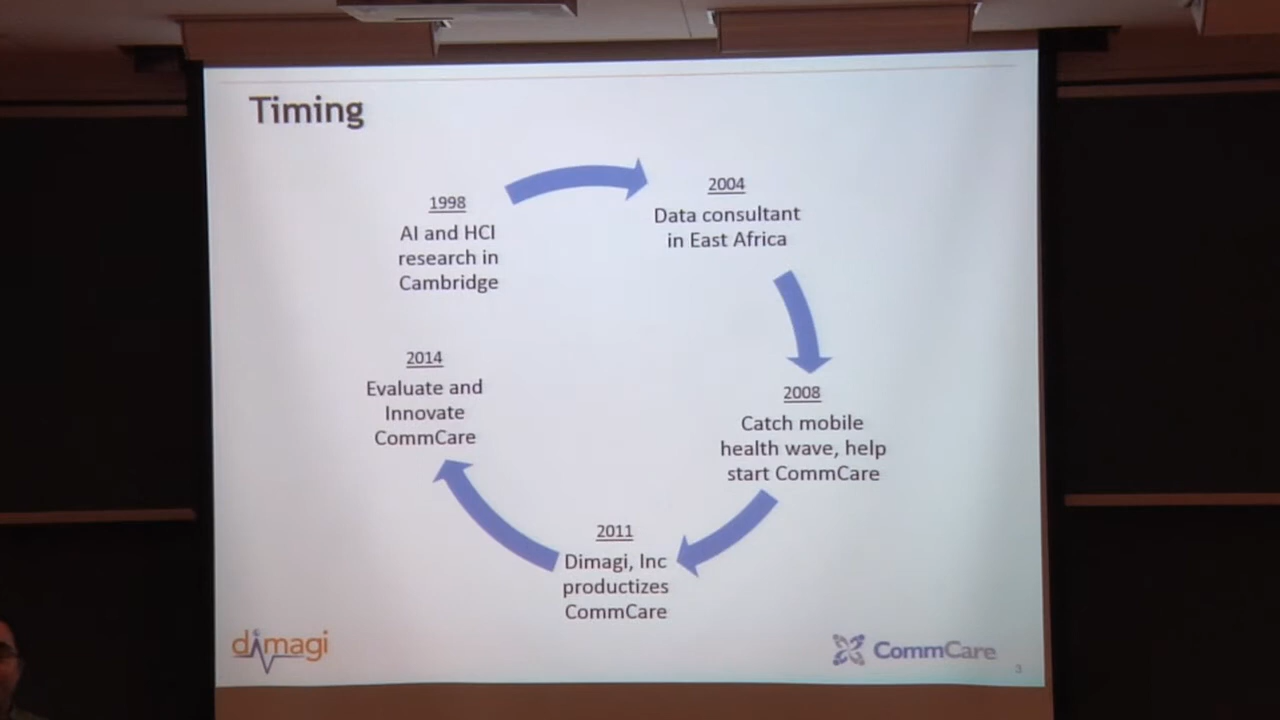 Timing
1998
AI and HCI
research in
Cambridge
2004
Data consultant
in East Africa
2008
Catch mobile
health wave, help
start CommCare
2011
Dimagi, Inc
productizes
CommCare
2014
Evaluate and
Innovate
CommCare
dimagi
CommCare
3